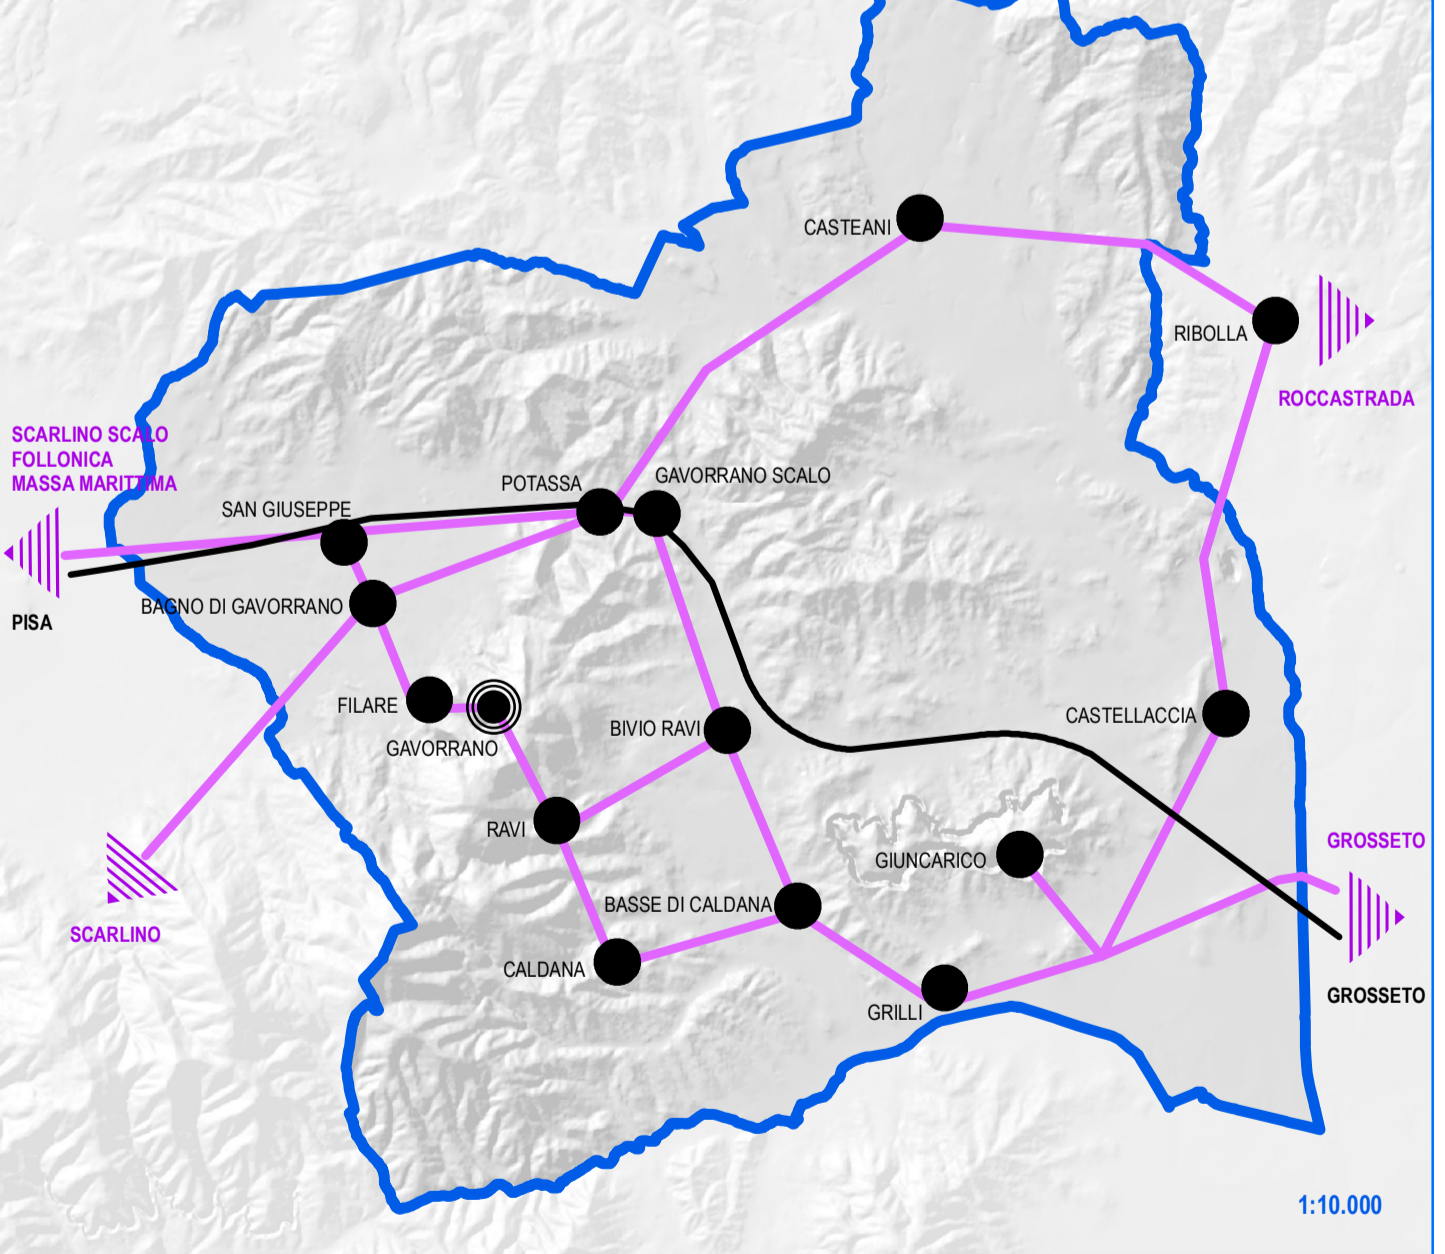 CASTEANI
RIBOLLA
ROCCASTRADA
SCARLINO SCALO
FOLLONICA
MASSA MARITTIMA
POTASSA
GAVORRANO SCALO
SAN GIUSEPPE
BAGNO DI GAVORRANO
PISA
FILARE
GAVORRANO
BIVIO RAVI
CASTELLACCIA
RAVI
GIUNCARICO
GROSSETO
BASSE DI CALDANA
SCARLINO
CALDANA
GRILLI
GROSSETO
1:10.000